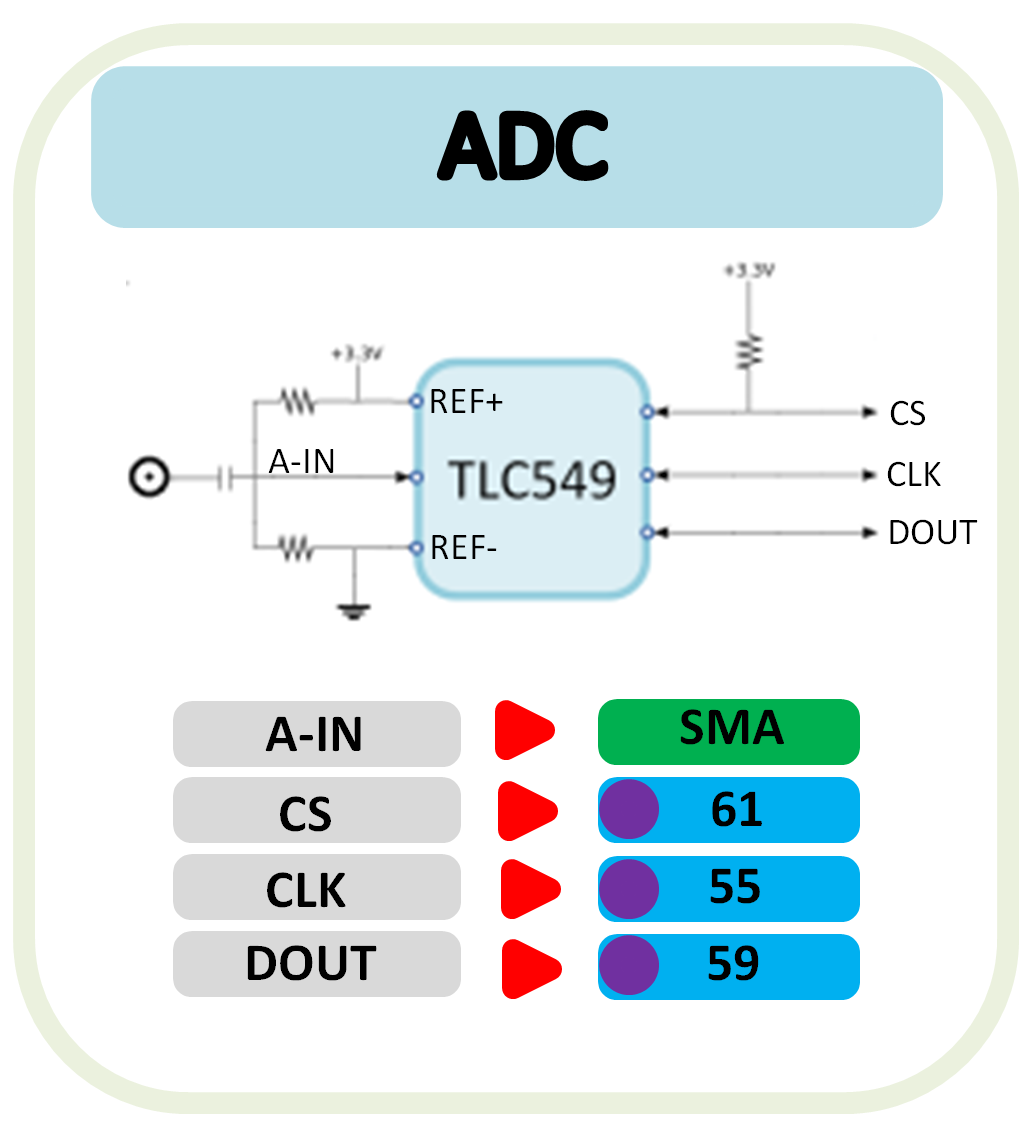 ADC
+3.3V
+3.3V
REF+
CS
A-IN
TLC549
CLK
DOUT
REF-
A-IN
SMA
CS
61
CLK
55
DOUT
59